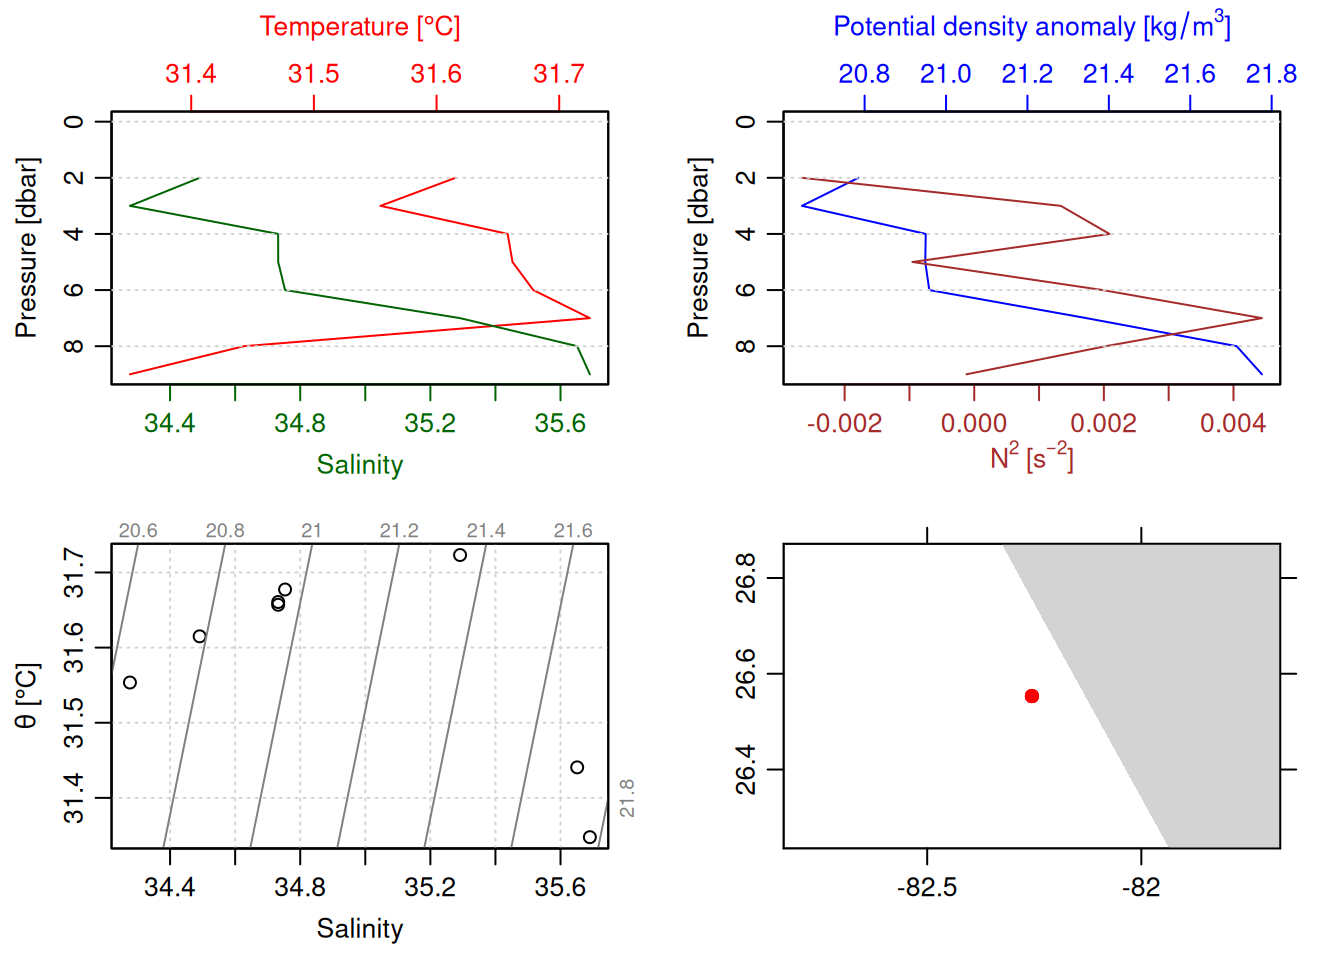 Temperature [°C]
31.4 31.5 31.6 31.7
Pressure [dbar]
0
2
4
6
8
34.4 34.8 35.2 35.6
Salinity
Potential density anomaly [kg/m³]
20.8 21.0 21.2 21.4 21.6 21.8
Pressure [dbar]
0
2
4
6
8
-0.002 0.000 0.002 0.004
N² [s⁻²]
20.6 20.8 21 21.2 21.4 21.6
21.8
θ [°C]
31.7
31.6
31.5
31.4
34.4 34.8 35.2 35.6
Salinity
26.8
26.6
26.4
-82.5 -82